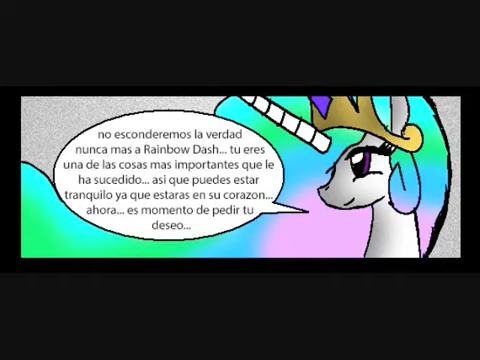 no esconderemos la verdad
nunca mas a Rainbow Dash... tu eres
una de las cosas mas importantes que le
ha sucedido... asi que puedes estar
tranquilo ya que estaras en su corazon...
ahora... es momento de pedir tu
deseo...